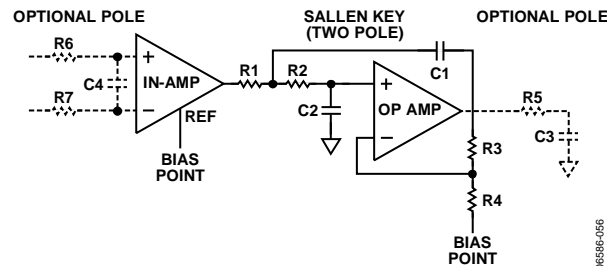 OPTIONAL POLE
SALLEN KEY
(TWO POLE)
OPTIONAL POLE
R6
R7
C4
+
−
IN-AMP
REF
BIAS
POINT
R1
R2
C2
C1
+
−
OP AMP
R5
C3
R3
R4
BIAS
POINT
06586-056